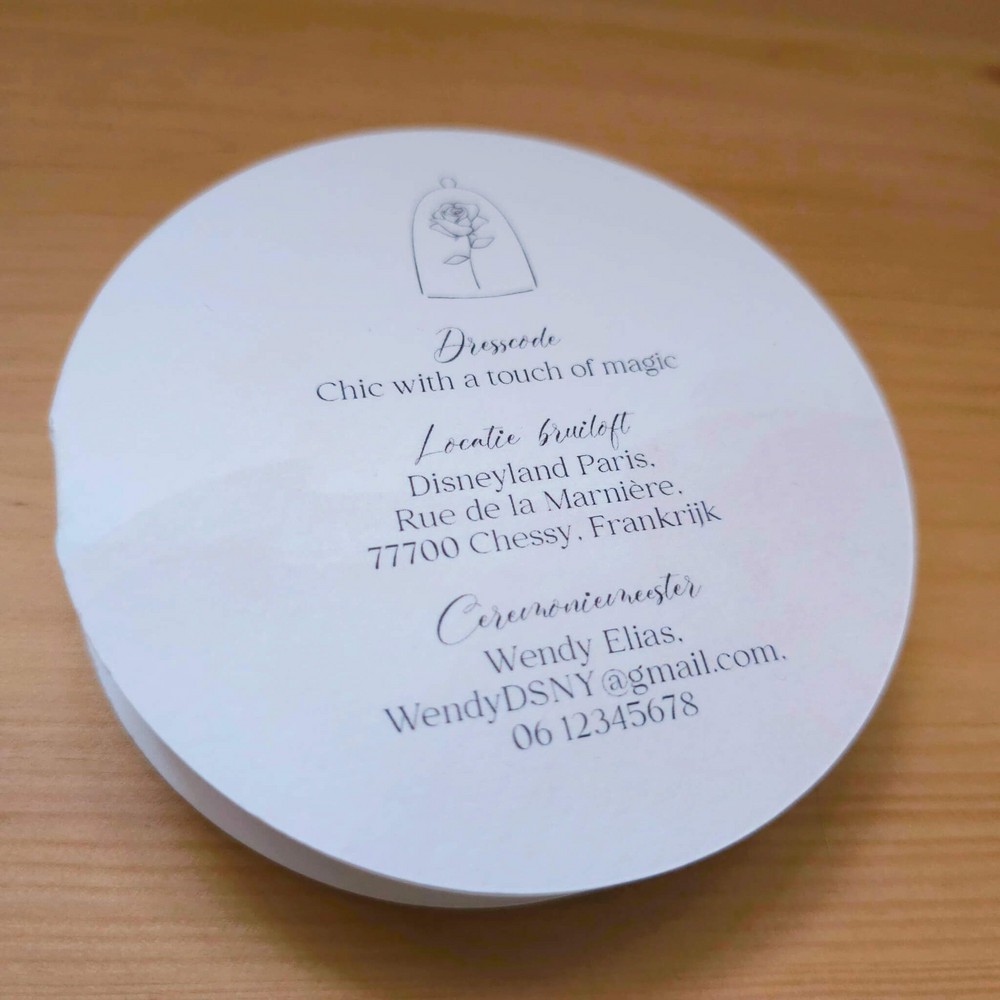 Dresscode
Chic with a touch of magic
Locatie bruiloft
Disneyland Paris,
Rue de la Marnière,
77700 Chessy, Frankrijk
Ceremoniemeester
Wendy Elias,
WendyDSNY@gmail.com,
06 12345678